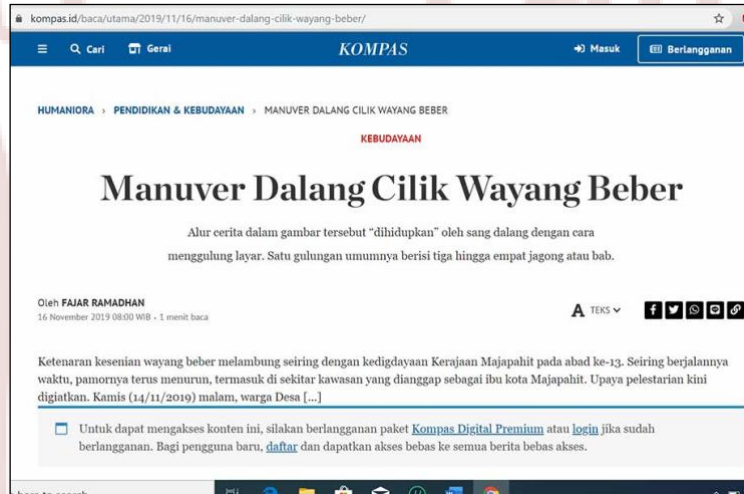 kompas.id/baca/utama/2019/11/16/manuver-dalang-cilik-wayang-beber/
Cari Gerai KOMPAS Masuk Berlangganan
HUMANIORA › PENDIDIKAN & KEBUDAYAAN › MANUVER DALANG CILIK WAYANG BEBER
KEBUDAYAAN
Manuver Dalang Cilik Wayang Beber
Alur cerita dalam gambar tersebut “dihidupkan” oleh sang dalang dengan cara
menggulung layar. Satu gulungan umumnya berisi tiga hingga empat jagong atau bab.
Oleh FAJAR RAMADHAN
16 November 2019 08:00 WIB · 1 menit baca
A TEKS
Ketenaran kesenian wayang beber melambung seiring dengan kedigdayaan Kerajaan Majapahit pada abad ke-13. Seiring berjalannya
waktu, pamornya terus menurun, termasuk di sekitar kawasan yang dianggap sebagai ibu kota Majapahit. Upaya pelestarian kini
digiatkan. Kamis (14/11/2019) malam, warga Desa [...]
Untuk dapat mengakses konten ini, silakan berlangganan paket Kompas Digital Premium atau login jika sudah
berlangganan. Bagi pengguna baru, daftar dan dapatkan akses bebas ke semua berita bebas akses.